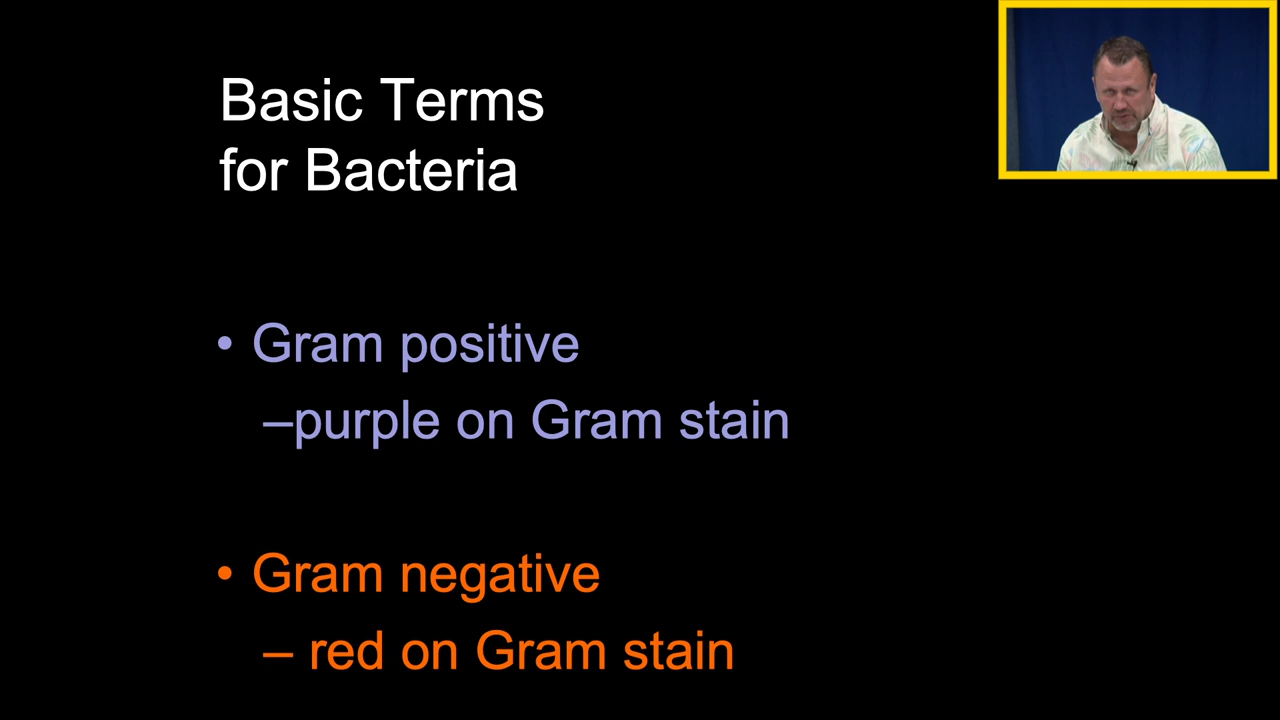 Basic Terms
for Bacteria
• Gram positive
–purple on Gram stain
• Gram negative
– red on Gram stain